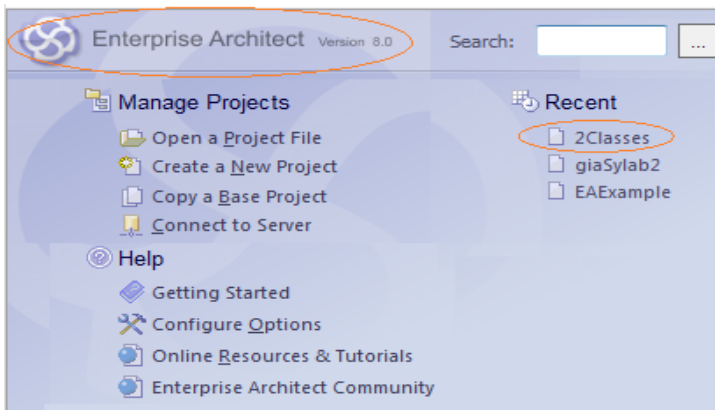 Enterprise Architect Version 8.0 Search: ...
Manage Projects
Open a Project File
Create a New Project
Copy a Base Project
Connect to Server
Help
Getting Started
Configure Options
Online Resources & Tutorials
Enterprise Architect Community
Recent
2Classes
giaSylab2
EAExample